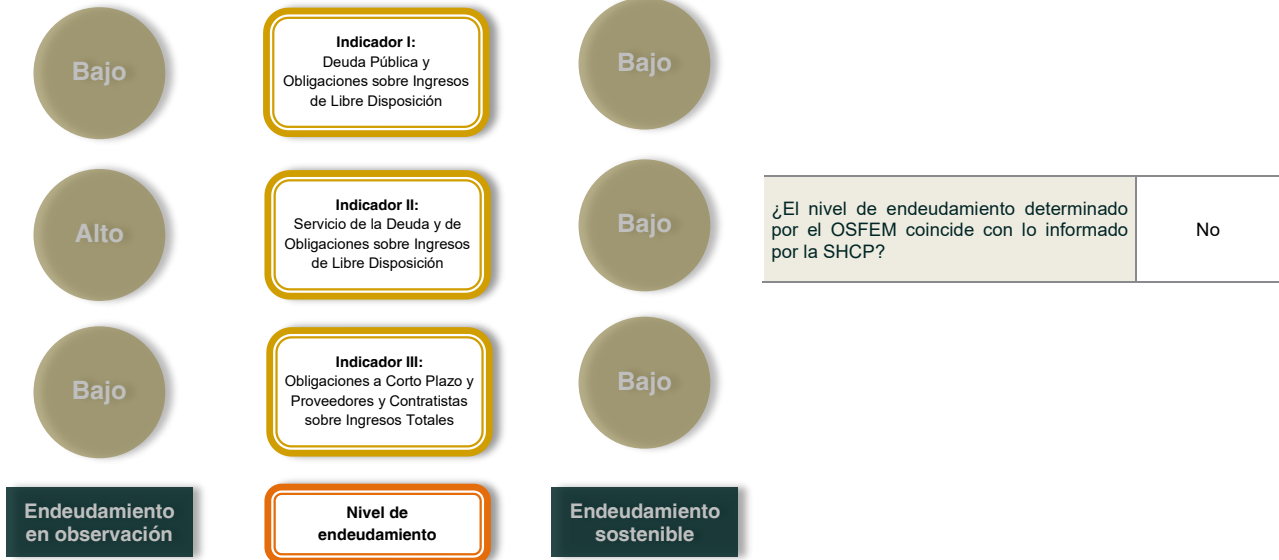 Bajo
Indicador I:
Deuda Pública y
Obligaciones sobre Ingresos
de Libre Disposición
Bajo
Alto
Indicador II:
Servicio de la Deuda y de
Obligaciones sobre Ingresos
de Libre Disposición
Bajo
¿El nivel de endeudamiento determinado
por el OSFEM coincide con lo informado
por la SHCP?
No
Bajo
Indicador III:
Obligaciones a Corto Plazo y
Proveedores y Contratistas
sobre Ingresos Totales
Bajo
Endeudamiento
en observación
Nivel de
endeudamiento
Endeudamiento
sostenible